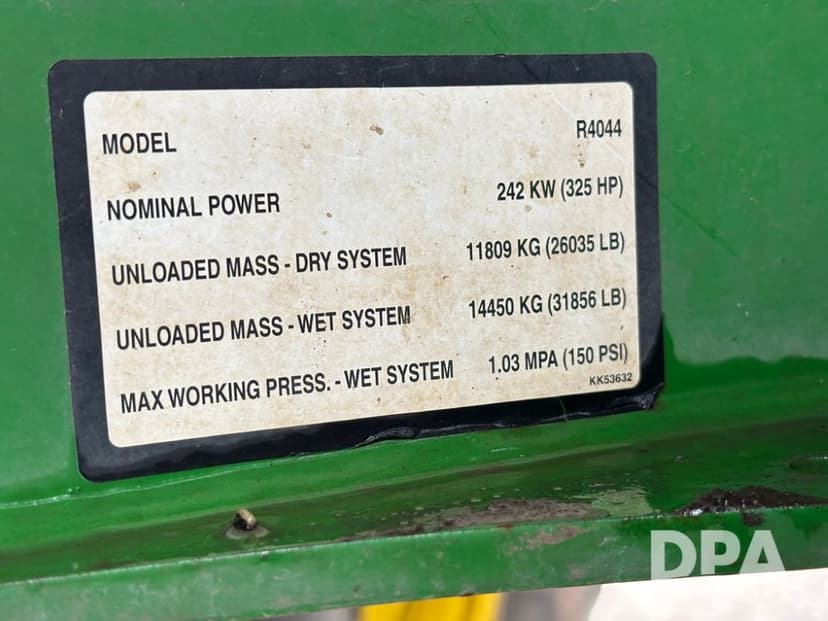 MODEL R4044
NOMINAL POWER 242 KW (325 HP)
UNLOADED MASS - DRY SYSTEM 11809 KG (26035 LB)
UNLOADED MASS - WET SYSTEM 14450 KG (31856 LB)
MAX WORKING PRESS. - WET SYSTEM 1.03 MPA (150 PSI)
KK53632
DPA